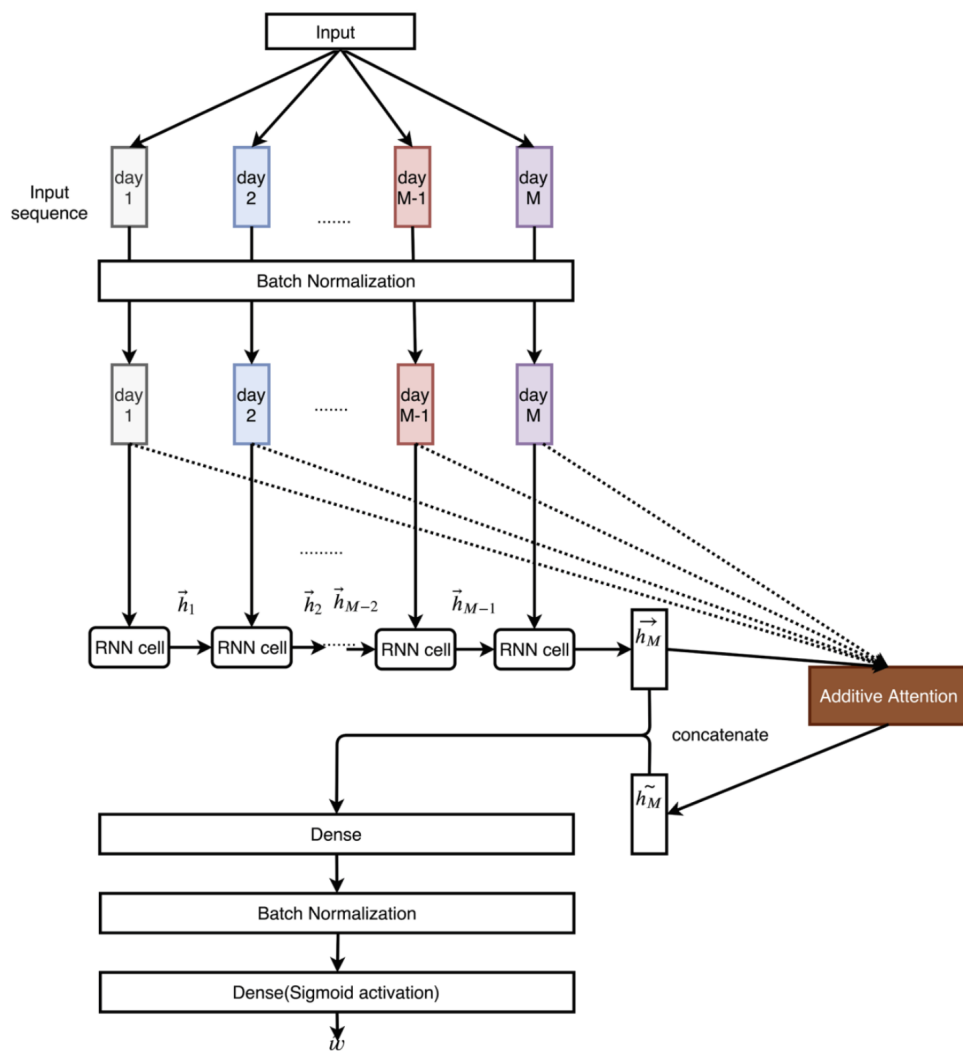 Input
Input
sequence
day
1
day
2
.......
day
M-1
day
M
Batch Normalization
day
1
day
2
.......
day
M-1
day
M
.........
h⃗₁
h⃗₂
h⃗_{M−2}
h⃗_{M−1}
RNN cell
RNN cell
RNN cell
RNN cell
h⃗_M
Additive Attention
concatenate
h̃_M
Dense
Batch Normalization
Dense(Sigmoid activation)
w